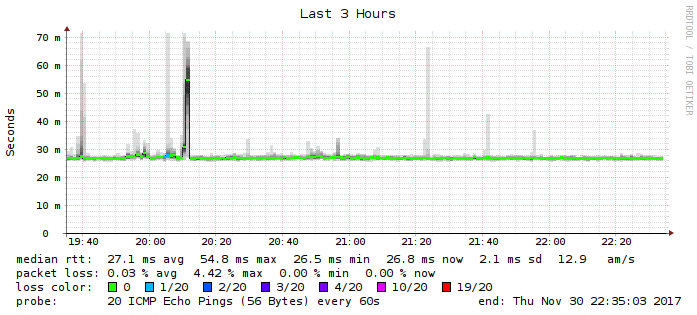 Last 3 Hours
RRDTOOL / TOBI OETIKER
Seconds
70 m
60 m
50 m
40 m
30 m
20 m
10 m
0
19:40 20:00 20:20 20:40 21:00 21:20 21:40 22:00 22:20
median rtt: 27.1 ms avg 54.8 ms max 26.5 ms min 26.8 ms now 2.1 ms sd 12.9 am/s
packet loss: 0.03 % avg 4.42 % max 0.00 % min 0.00 % now
loss color: 0 1/20 2/20 3/20 4/20 10/20 19/20
probe: 20 ICMP Echo Pings (56 Bytes) every 60s end: Thu Nov 30 22:35:03 2017